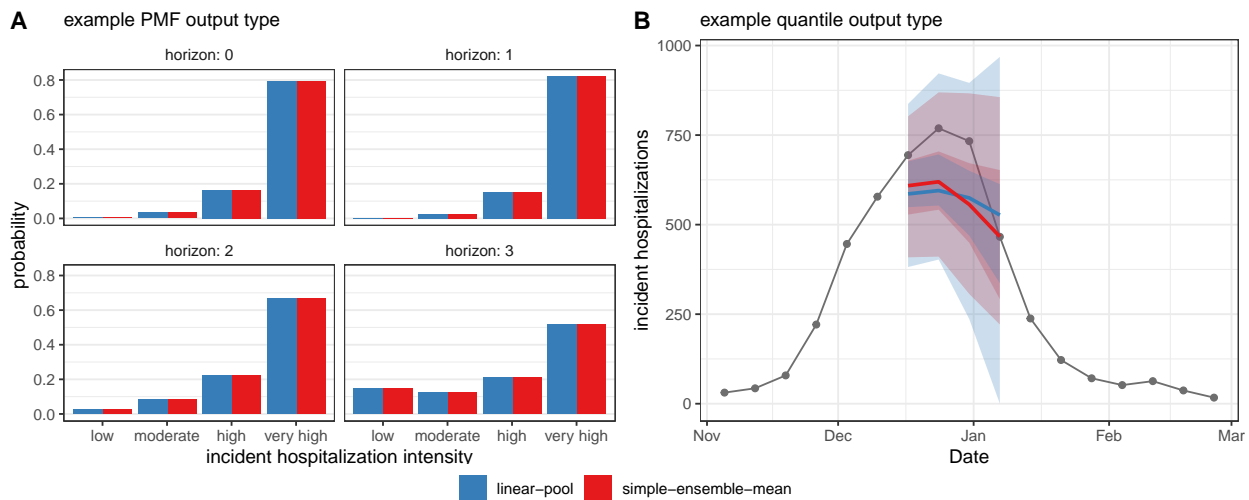 A
example PMF output type
horizon: 0
horizon: 1
0.8
0.6
0.4
0.2
0.0
horizon: 2
horizon: 3
0.8
0.6
0.4
0.2
0.0
probability
low moderate high very high
low moderate high very high
incident hospitalization intensity
B
example quantile output type
1000
750
500
250
0
incident hospitalizations
Nov Dec Jan Feb Mar
Date
linear−pool simple−ensemble−mean